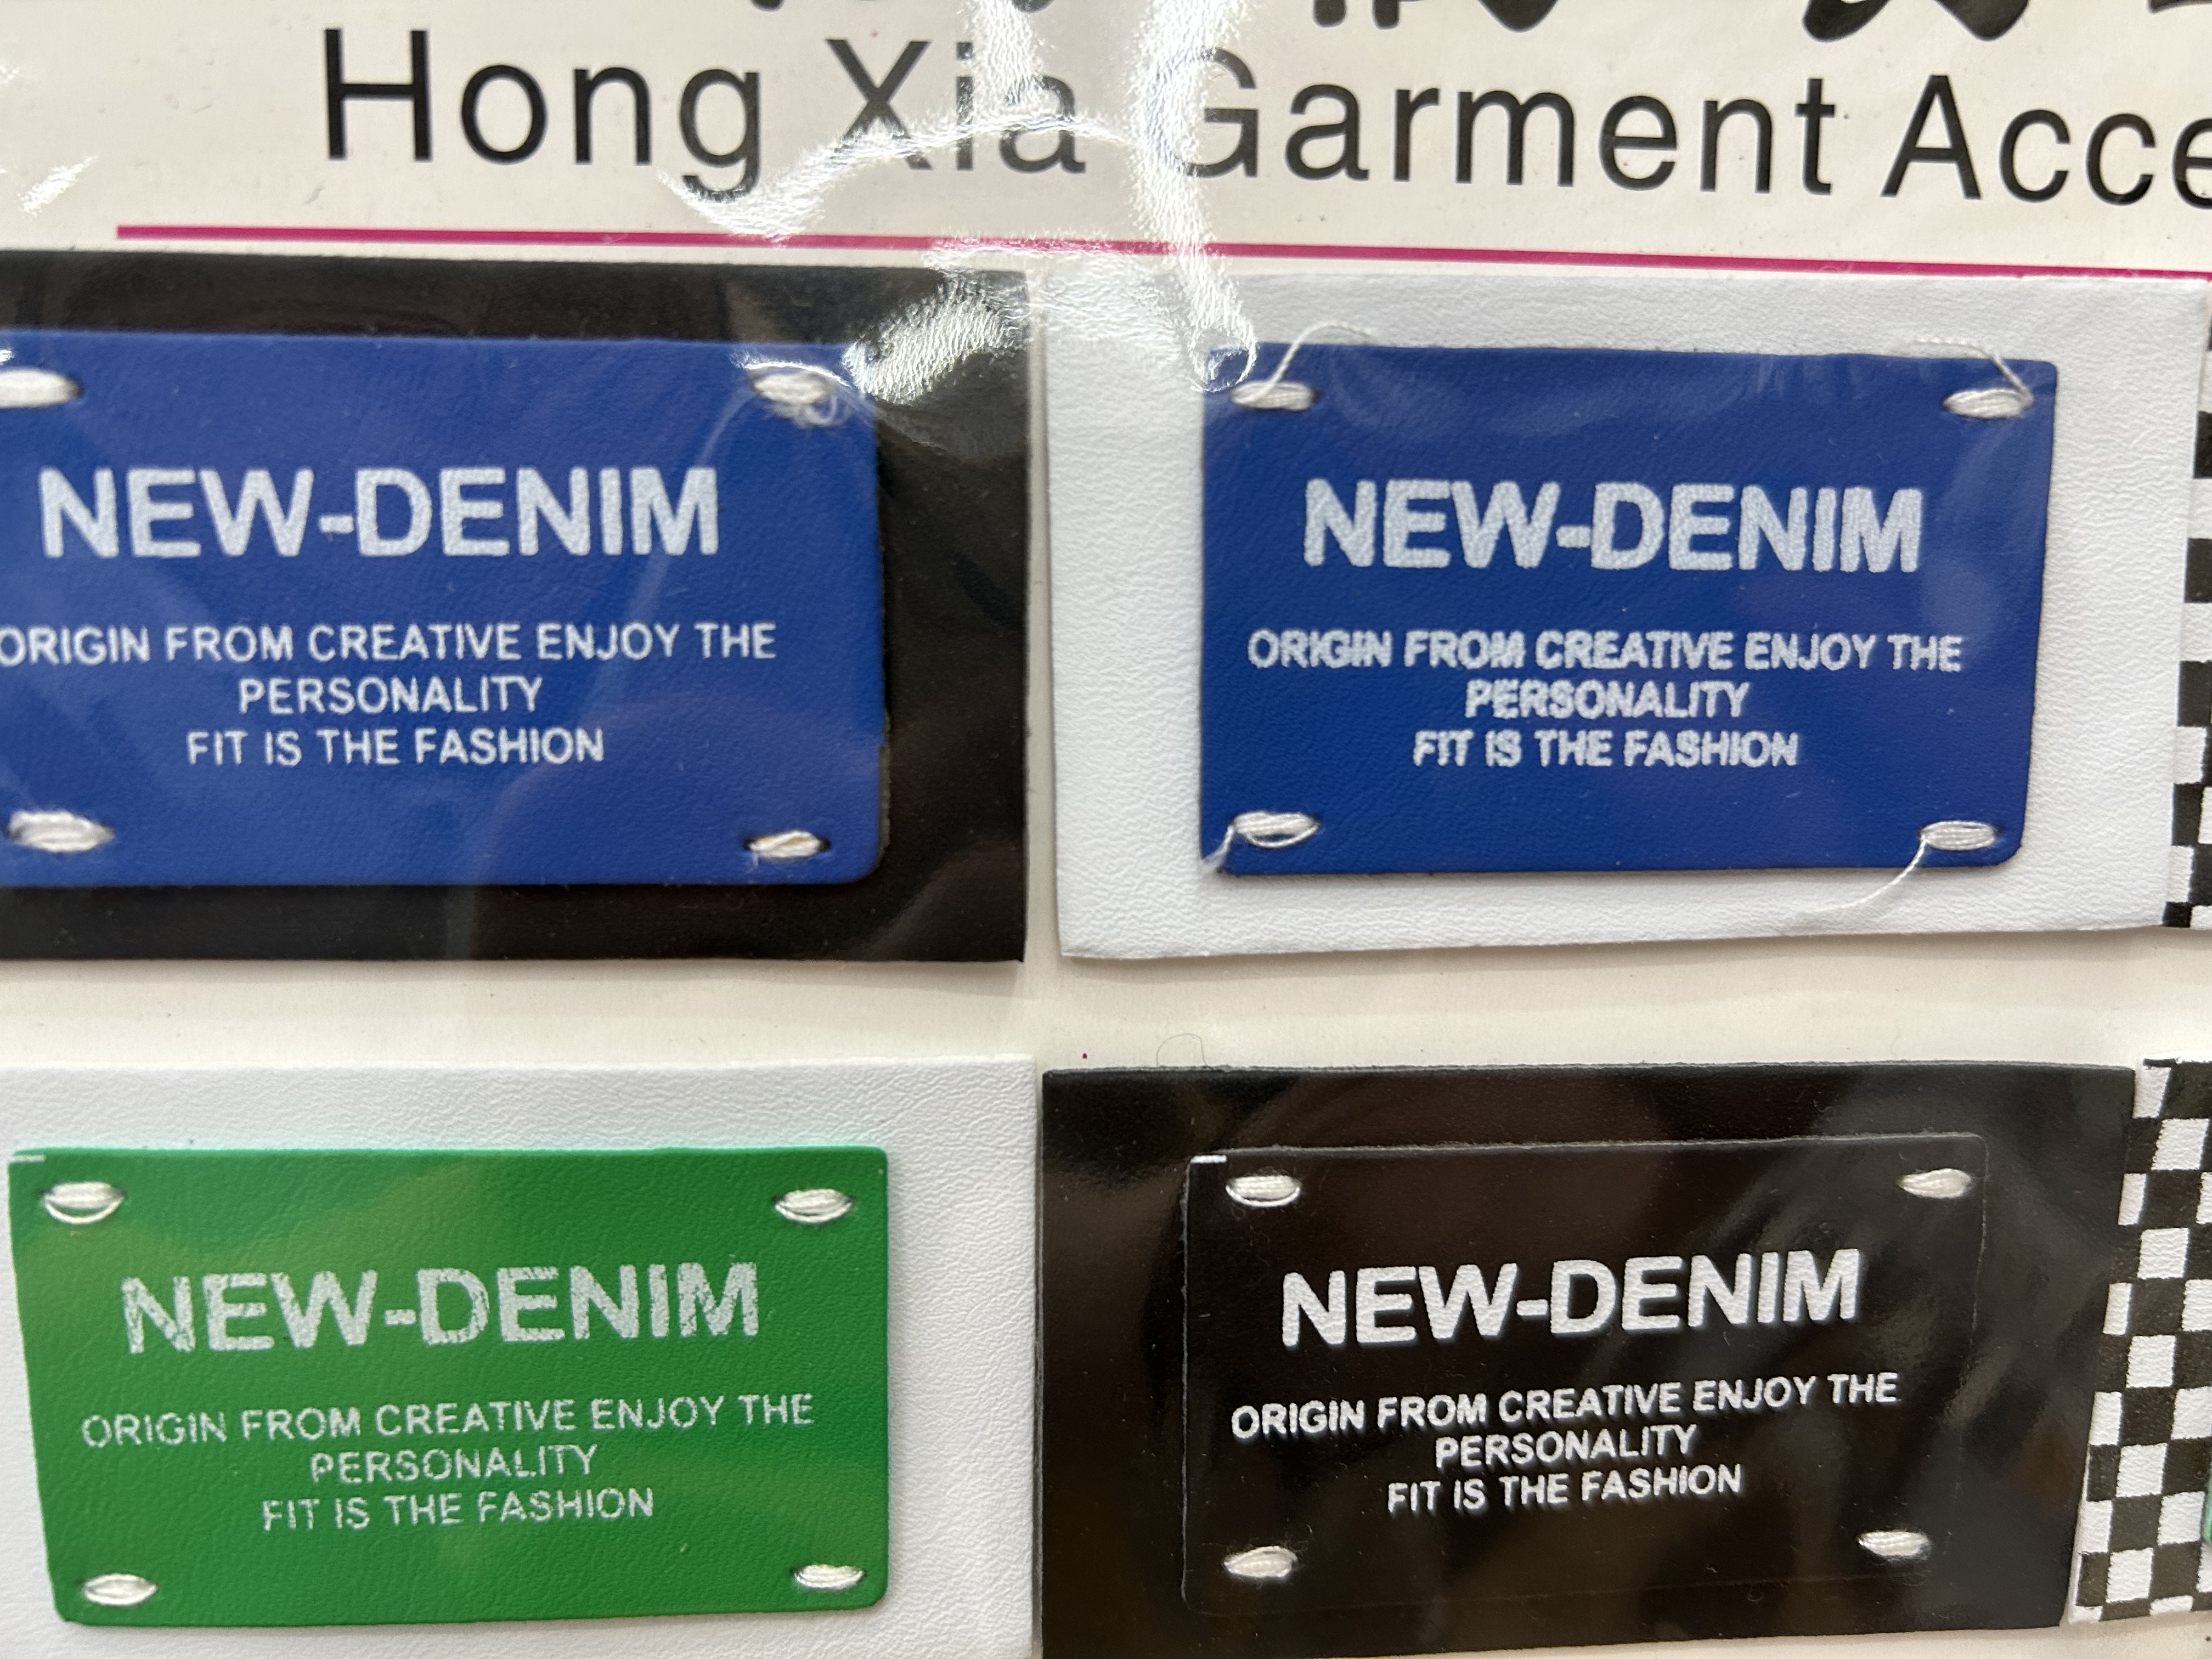 Hong Xia Garment Acce
NEW-DENIM
ORIGIN FROM CREATIVE ENJOY THE
PERSONALITY
FIT IS THE FASHION
NEW-DENIM
ORIGIN FROM CREATIVE ENJOY THE
PERSONALITY
FIT IS THE FASHION
NEW-DENIM
ORIGIN FROM CREATIVE ENJOY THE
PERSONALITY
FIT IS THE FASHION
NEW-DENIM
ORIGIN FROM CREATIVE ENJOY THE
PERSONALITY
FIT IS THE FASHION